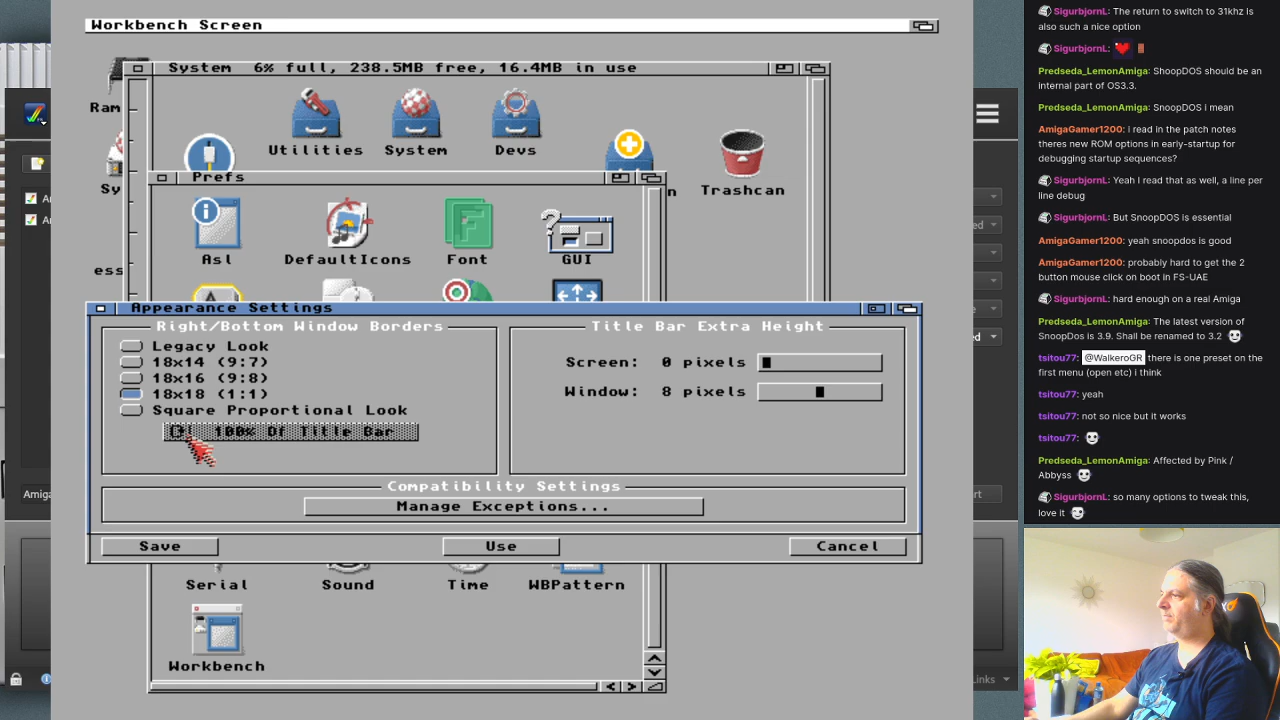 Workbench Screen
System 6% full, 238.5MB free, 16.4MB in use
Ram
Utilities
System
Devs
Trashcan
Sy
n
Prefs
Asl
DefaultIcons
Font
GUI
ess
Appearance Settings
Right/Bottom Window Borders
Legacy Look
18x14 (9:7)
18x16 (9:8)
18x18 (1:1)
Square Proportional Look
100% Of Title Bar
Title Bar Extra Height
Screen: 0 pixels
Window: 8 pixels
Compatibility Settings
Manage Exceptions...
Save
Use
Cancel
Serial
Sound
Time
WBPattern
Workbench
Amiga
ed
ed
rt
Links
SigurbjornL: The return to switch to 31khz is
also such a nice option
SigurbjornL:
Predseda_LemonAmiga: ShoopDOS should be an
internal part of OS3.3.
Predseda_LemonAmiga: SnoopDOS i mean
AmigaGamer1200: i read in the patch notes
theres new ROM options in early-startup for
debugging startup sequences?
SigurbjornL: Yeah I read that as well, a line per
line debug
SigurbjornL: But SnoopDOS is essential
AmigaGamer1200: yeah snoopdos is good
AmigaGamer1200: probably hard to get the 2
button mouse click on boot in FS-UAE
SigurbjornL: hard enough on a real Amiga
Predseda_LemonAmiga: The latest version of
SnoopDos is 3.9. Shall be renamed to 3.2
tsitou77: @WalkeroGR there is one preset on the
first menu (open etc) i think
tsitou77: yeah
tsitou77: not so nice but it works
tsitou77:
Predseda_LemonAmiga: Affected by Pink /
Abbyss
SigurbjornL: so many options to tweak this,
love it